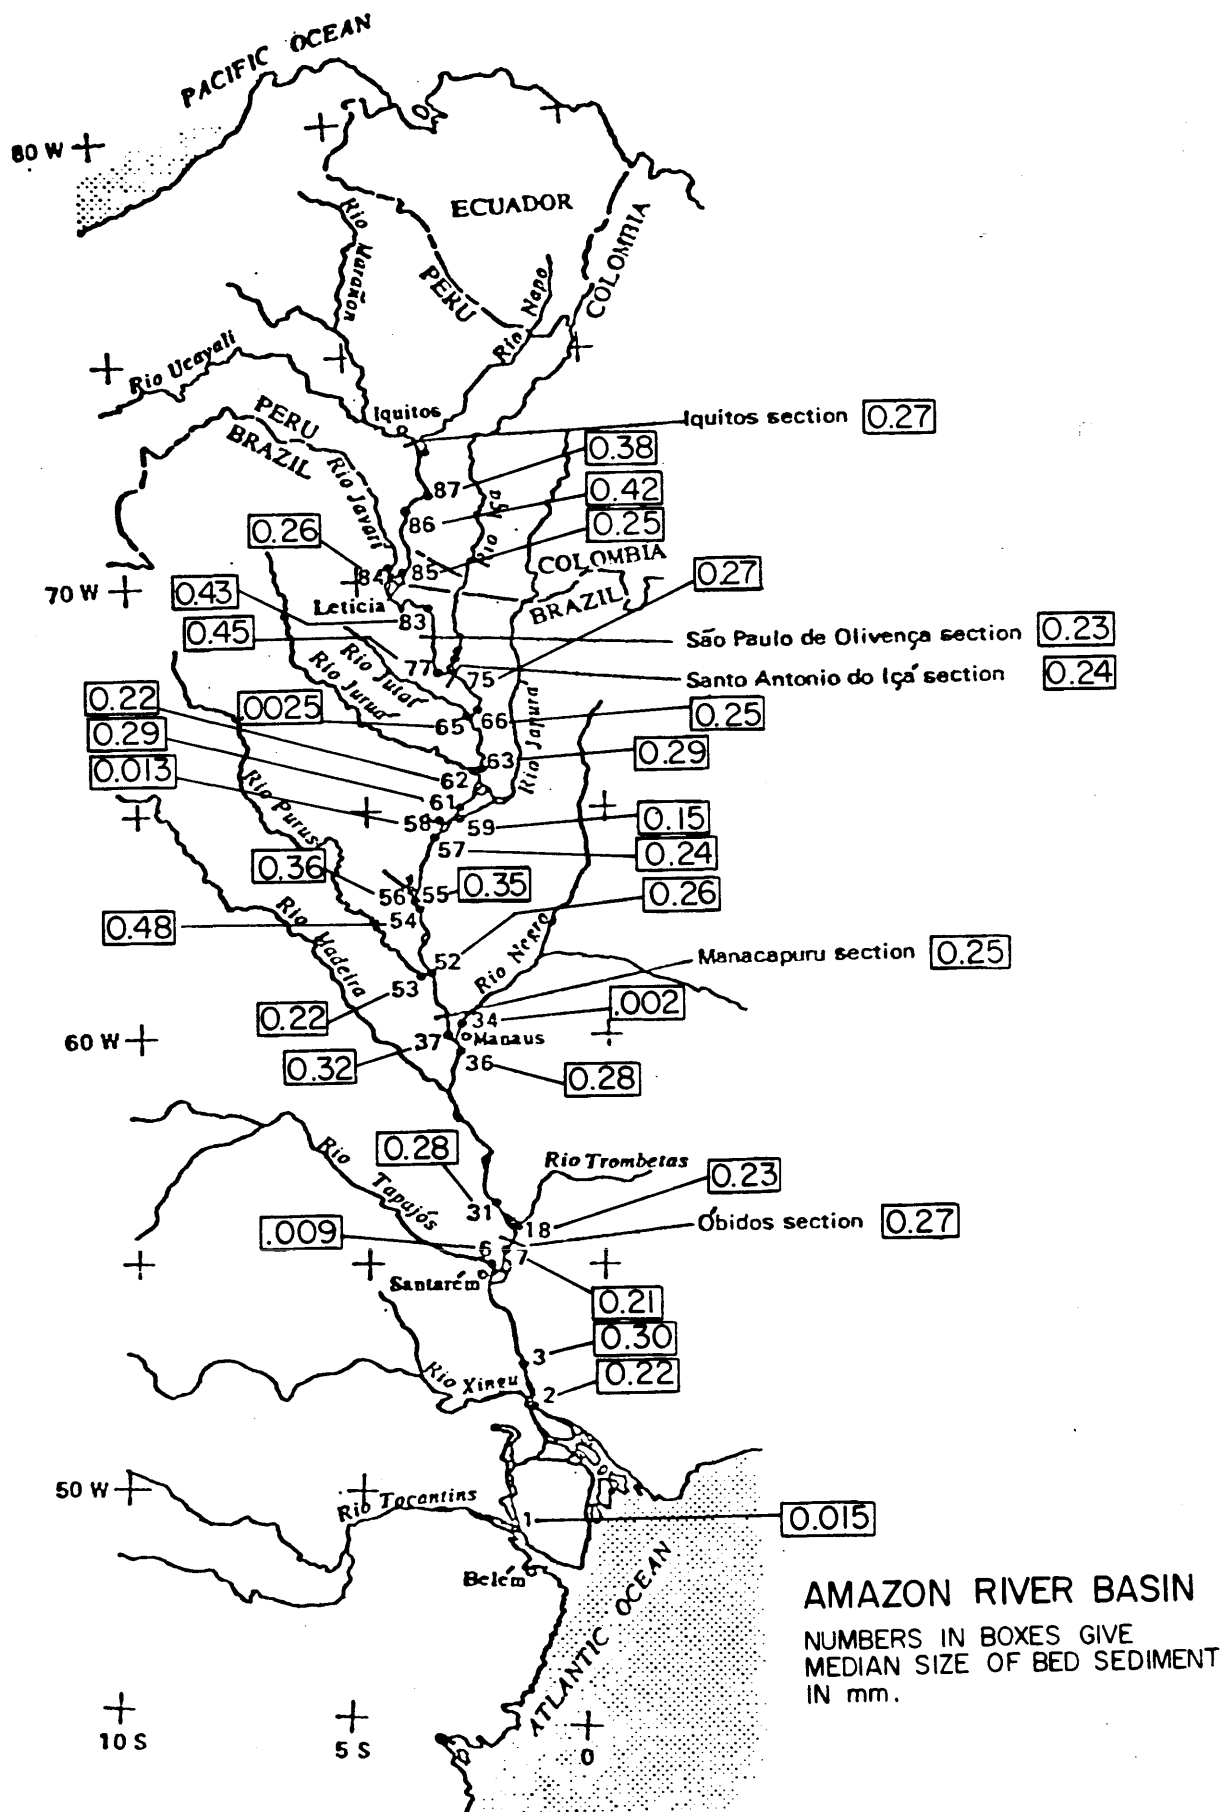 PACIFIC OCEAN
80 W
ECUADOR
COLOMBIA
Rio Marañón
PERÚ
Rio Napo
Rio Ucayali
Iquitos
PERU
BRAZIL
Iquitos section 0.27
0.38
Rio Javari
87
0.42
Rio Içá
86
0.25
0.26
COLOMBIA
84
85
0.27
70 W
BRAZIL
0.43
Leticia
83
0.45
São Paulo de Olivença section 0.23
Rio Jutaí
77
75
Santo Antonio do Içá section 0.24
Rio Juruá
0.22
.0025
65
66
0.25
Rio Japura
0.29
63
0.29
62
0.013
Rio Purus
61
58
59
0.15
57
0.24
0.36
56
55
0.35
0.26
54
0.48
Rio Madeira
Rio Negro
52
Manacapuru section 0.25
53
0.22
34
.002
60 W
37
Manaus
36
0.32
0.28
0.28
Rio Trombetas
0.23
Rio Tapajós
31
18
Óbidos section 0.27
.009
6
7
Santarém
0.21
0.30
3
0.22
Rio Xingu
2
50 W
Rio Tocantins
1
0.015
Belém
ATLANTIC OCEAN
AMAZON RIVER BASIN
NUMBERS IN BOXES GIVE
MEDIAN SIZE OF BED SEDIMENT
IN mm.
10 S
5 S
0